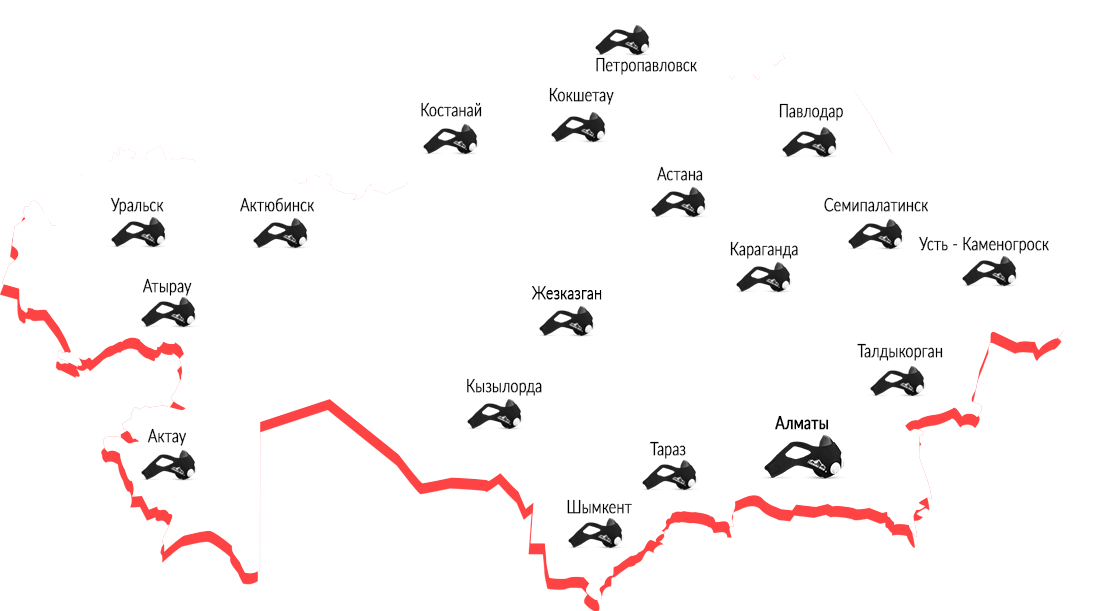 Петропавловск
Кокшетау
Костанай
Павлодар
Астана
Уральск
Актюбинск
Семипалатинск
Усть - Каменогроск
Караганда
Атырау
Жезказган
Талдыкорган
Кызылорда
Алматы
Актау
Тараз
Шымкент